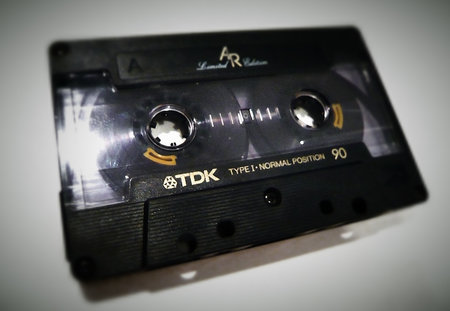 A
AR
Limited Edition
TDK TYPE I · NORMAL POSITION 90